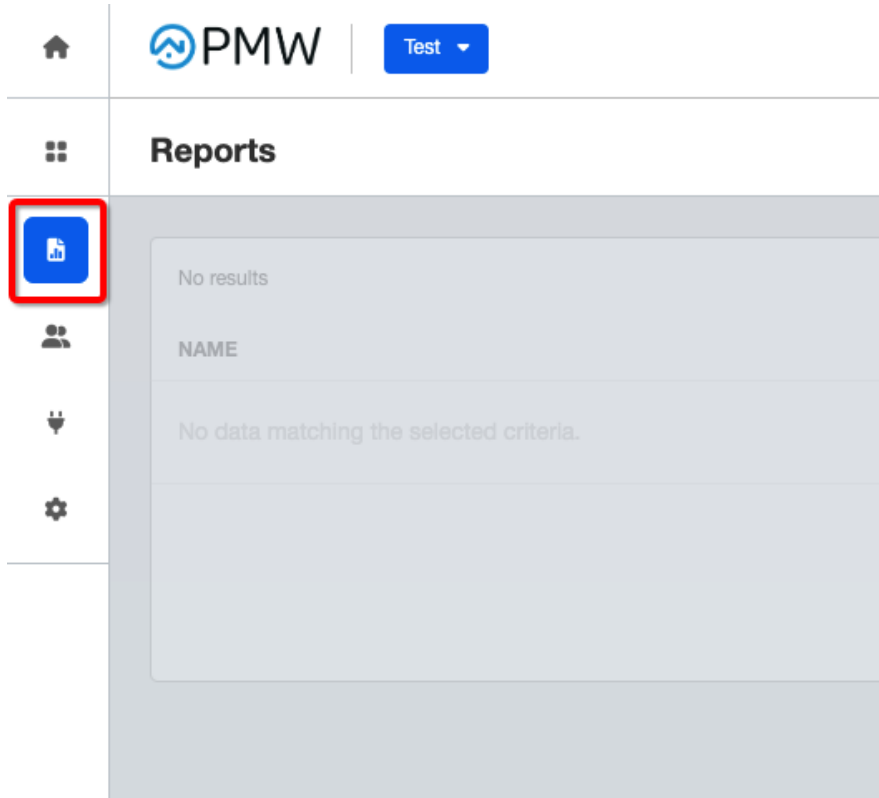 PMW
Test
Reports
No results
NAME
No data matching the selected criteria.